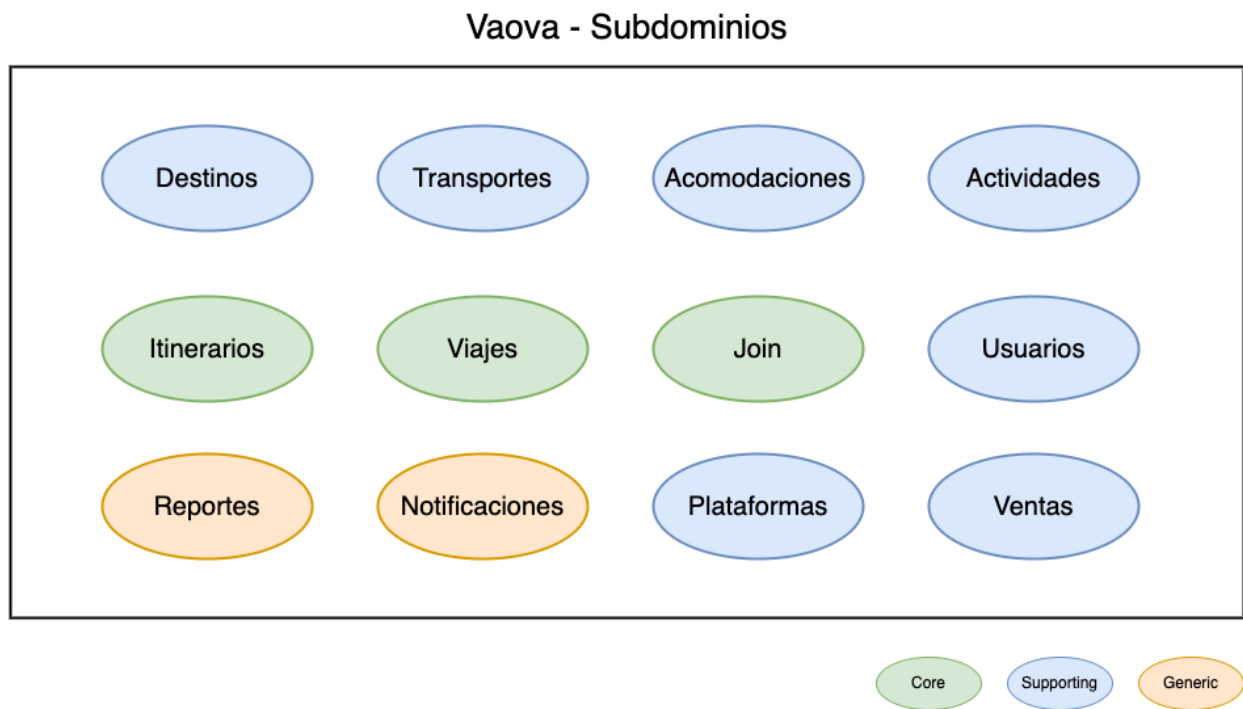 Vaova - Subdominios
Destinos
Transportes
Acomodaciones
Actividades
Itinerarios
Viajes
Join
Usuarios
Reportes
Notificaciones
Plataformas
Ventas
Core
Supporting
Generic